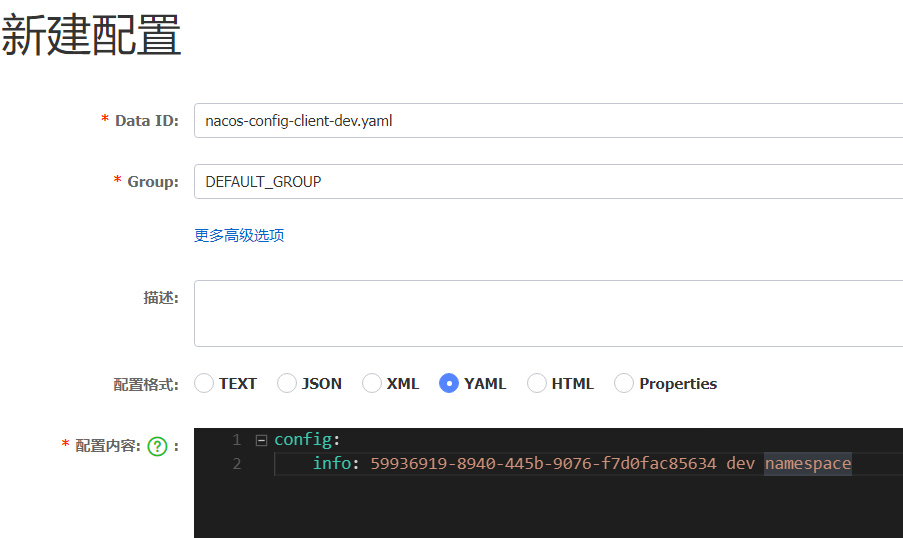 新建配置
* Data ID: nacos-config-client-dev.yaml
* Group: DEFAULT_GROUP
更多高级选项
描述:
配置格式: TEXT JSON XML YAML HTML Properties
* 配置内容: ? :
1 config:
2 info: 59936919-8940-445b-9076-f7d0fac85634 dev namespace